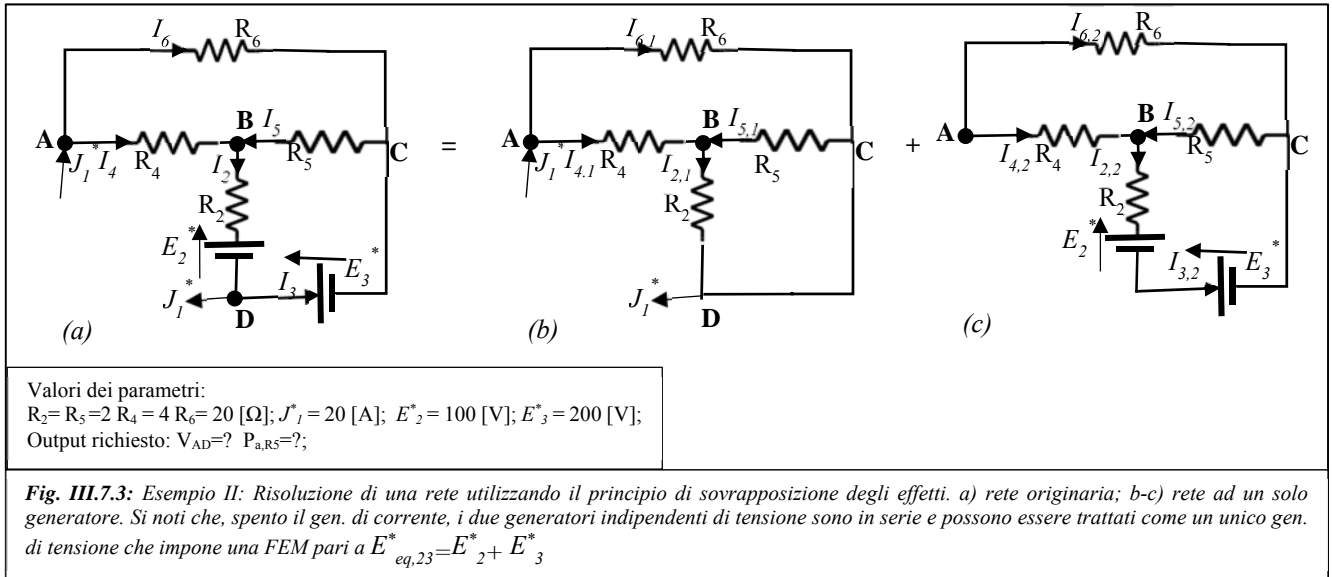 I6 R6
A J1* I4 R4 B I5 R5 C
I2
R2
E2*
I3 E3*
J1* D
(a)
=
I6,1 R6
A J1* I4,1 R4 B I5,1 R5 C
I2,1
R2
J1* D
(b)
+
I6,2 R6
A I4,2 R4 B I5,2 R5 C
I2,2
R2
E2*
I3,2 E3*
(c)
Valori dei parametri:
R2= R5=2 R4 = 4 R6= 20 [Ω]; J*1 = 20 [A]; E*2 = 100 [V]; E*3 = 200 [V];
Output richiesto: VAD=? Pa,R5=?;
Fig. III.7.3: Esempio II: Risoluzione di una rete utilizzando il principio di sovrapposizione degli effetti. a) rete originaria; b-c) rete ad un solo
generatore. Si noti che, spento il gen. di corrente, i due generatori indipendenti di tensione sono in serie e possono essere trattati come un unico gen.
di tensione che impone una FEM pari a E*eq,23=E*2+ E*3